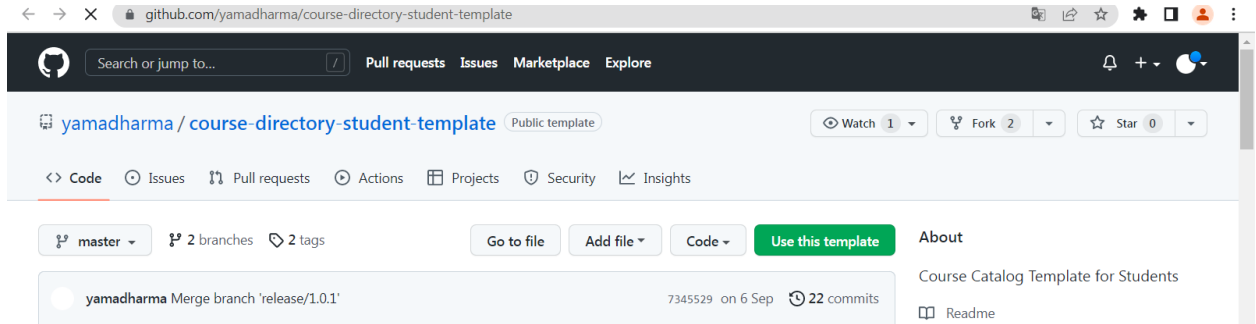 github.com/yamadharma/course-directory-student-template
Search or jump to... / Pull requests Issues Marketplace Explore
yamadharma / course-directory-student-template Public template Watch 1 Fork 2 Star 0
<> Code Issues Pull requests Actions Projects Security Insights
master 2 branches 2 tags Go to file Add file Code Use this template About
Course Catalog Template for Students
yamadharma Merge branch 'release/1.0.1' 7345529 on 6 Sep 22 commits
Readme